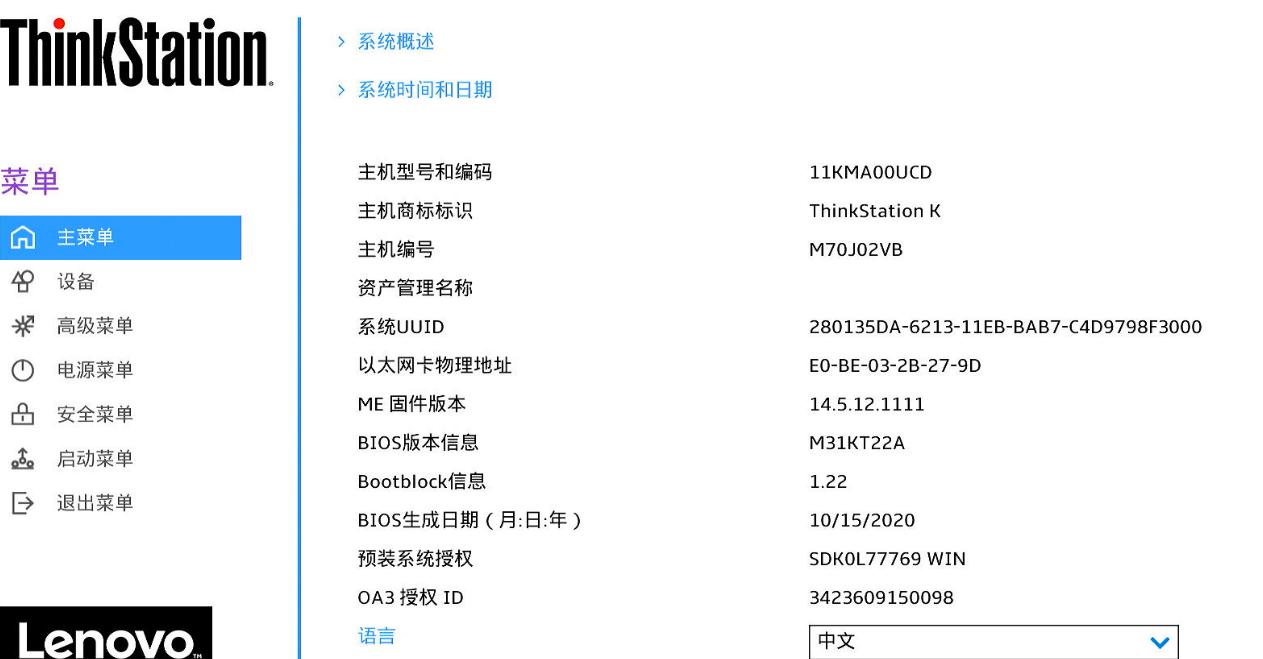 ThinkStation
菜单
主菜单
设备
高级菜单
电源菜单
安全菜单
启动菜单
退出菜单
Lenovo™
系统概述
系统时间和日期
主机型号和编码 11KMA00UCD
主机商标标识 ThinkStation K
主机编号 M70J02VB
资产管理名称
系统UUID 280135DA-6213-11EB-BAB7-C4D9798F3000
以太网卡物理地址 E0-BE-03-2B-27-9D
ME 固件版本 14.5.12.1111
BIOS版本信息 M31KT22A
Bootblock信息 1.22
BIOS生成日期（月:日:年） 10/15/2020
预装系统授权 SDK0L77769 WIN
OA3 授权 ID 3423609150098
语言 中文